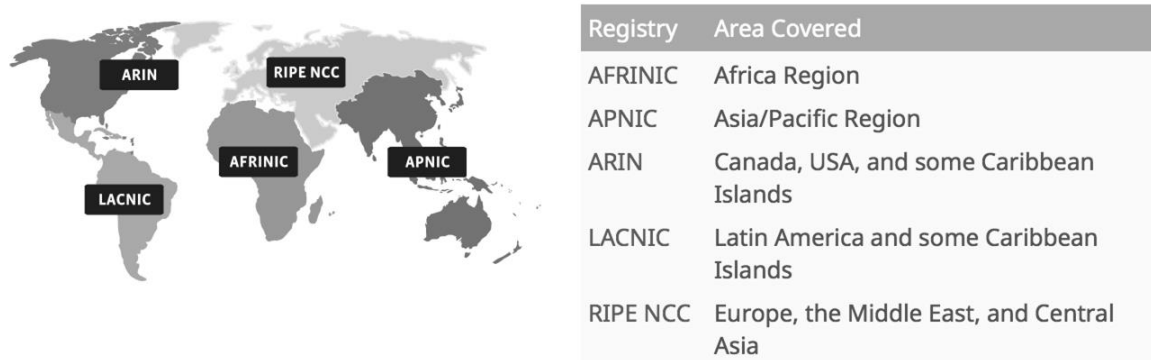 ARIN
RIPE NCC
AFRINIC
APNIC
LACNIC
Registry Area Covered
AFRINIC Africa Region
APNIC Asia/Pacific Region
ARIN Canada, USA, and some Caribbean
Islands
LACNIC Latin America and some Caribbean
Islands
RIPE NCC Europe, the Middle East, and Central
Asia